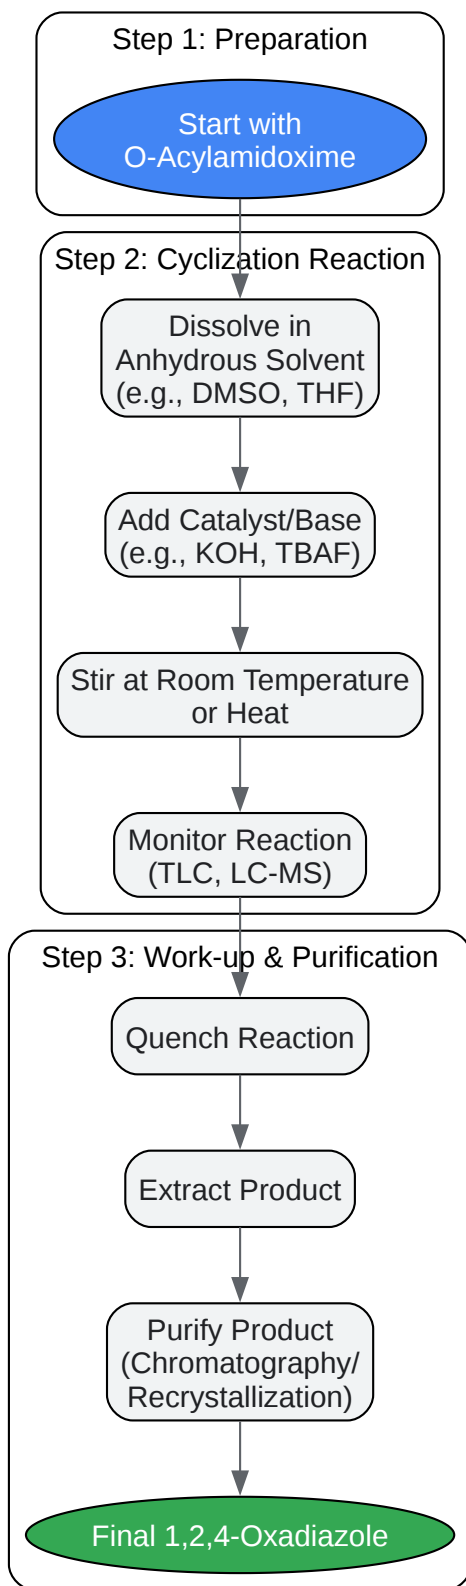 Step 1: Preparation
Start with
O-Acylamidoxime
Step 2: Cyclization Reaction
Dissolve in
Anhydrous Solvent
(e.g., DMSO, THF)
Add Catalyst/Base
(e.g., KOH, TBAF)
Stir at Room Temperature
or Heat
Monitor Reaction
(TLC, LC-MS)
Step 3: Work-up & Purification
Quench Reaction
Extract Product
Purify Product
(Chromatography/
Recrystallization)
Final 1,2,4-Oxadiazole